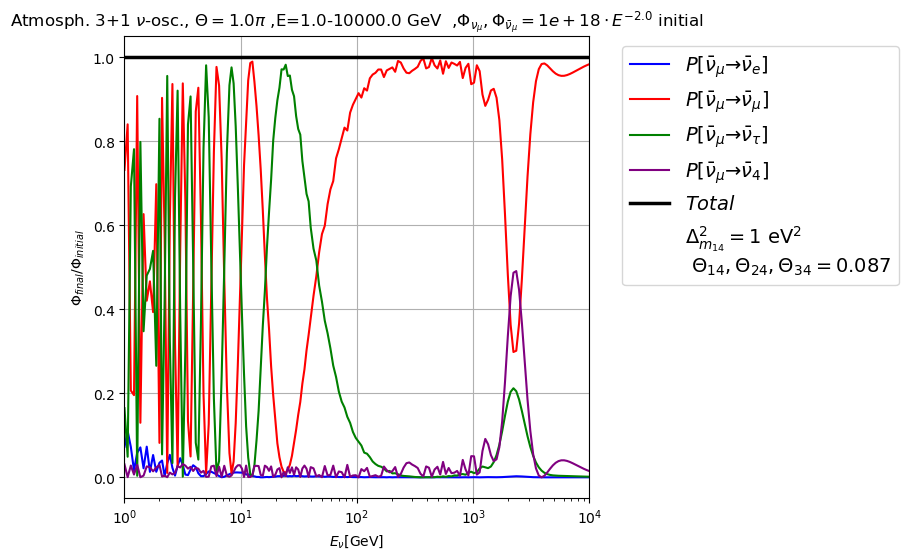 Atmosph. 3+1 ν-osc., Θ = 1.0π ,E=1.0-10000.0 GeV ,Φ_{ν_μ}, Φ_{ν̄_μ} = 1e + 18 · E^{−2.0} initial
1.0
0.8
0.6
0.4
0.2
0.0
Φ_{final}/Φ_{initial}
10^0
10^1
10^2
10^3
10^4
E_ν[GeV]
P[ν̄_μ→ν̄_e]
P[ν̄_μ→ν̄_μ]
P[ν̄_μ→ν̄_τ]
P[ν̄_μ→ν̄_4]
Total
Δ^2_{m_{14}} = 1 eV^2
Θ_{14}, Θ_{24}, Θ_{34} = 0.087